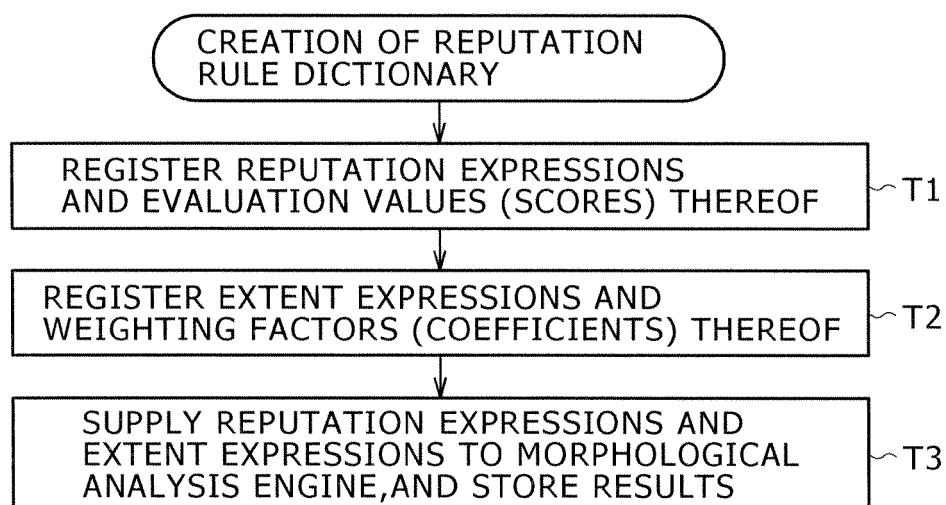 CREATION OF REPUTATION
RULE DICTIONARY
REGISTER REPUTATION EXPRESSIONS
AND EVALUATION VALUES (SCORES) THEREOF
T1
REGISTER EXTENT EXPRESSIONS AND
WEIGHTING FACTORS (COEFFICIENTS) THEREOF
T2
SUPPLY REPUTATION EXPRESSIONS AND
EXTENT EXPRESSIONS TO MORPHOLOGICAL
ANALYSIS ENGINE,AND STORE RESULTS
T3